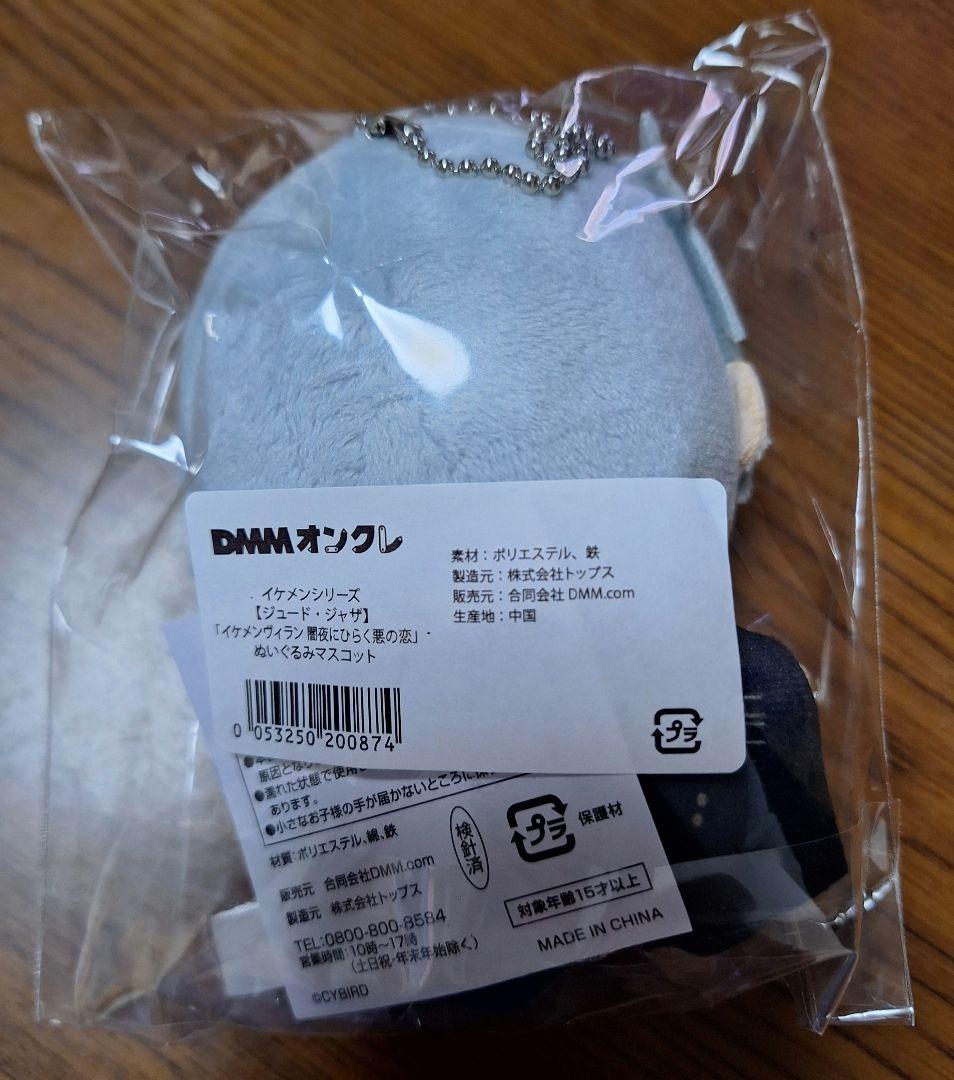 DMMオンクレ
イケメンシリーズ
【ジュード・ジャザ】
「イケメンヴィラン 闇夜にひらく悪の恋」
ぬいぐるみマスコット
0 053250 200874
素材：ポリエステル、鉄
製造元：株式会社トップス
販売元：合同会社 DMM.com
生産地：中国
プラ
原因となり
●濡れた状態で使用
あります。
●小さなお子様の手が届かないところに保
材質:ポリエステル、綿、鉄
販売元 合同会社DMM.com
製造元 株式会社トップス
TEL:0800-800-8584
営業時間:10時〜17時
(土日祝・年末年始除く。)
©CYBIRD
検針済
プラ 保護材
対象年齢15才以上
MADE IN CHINA